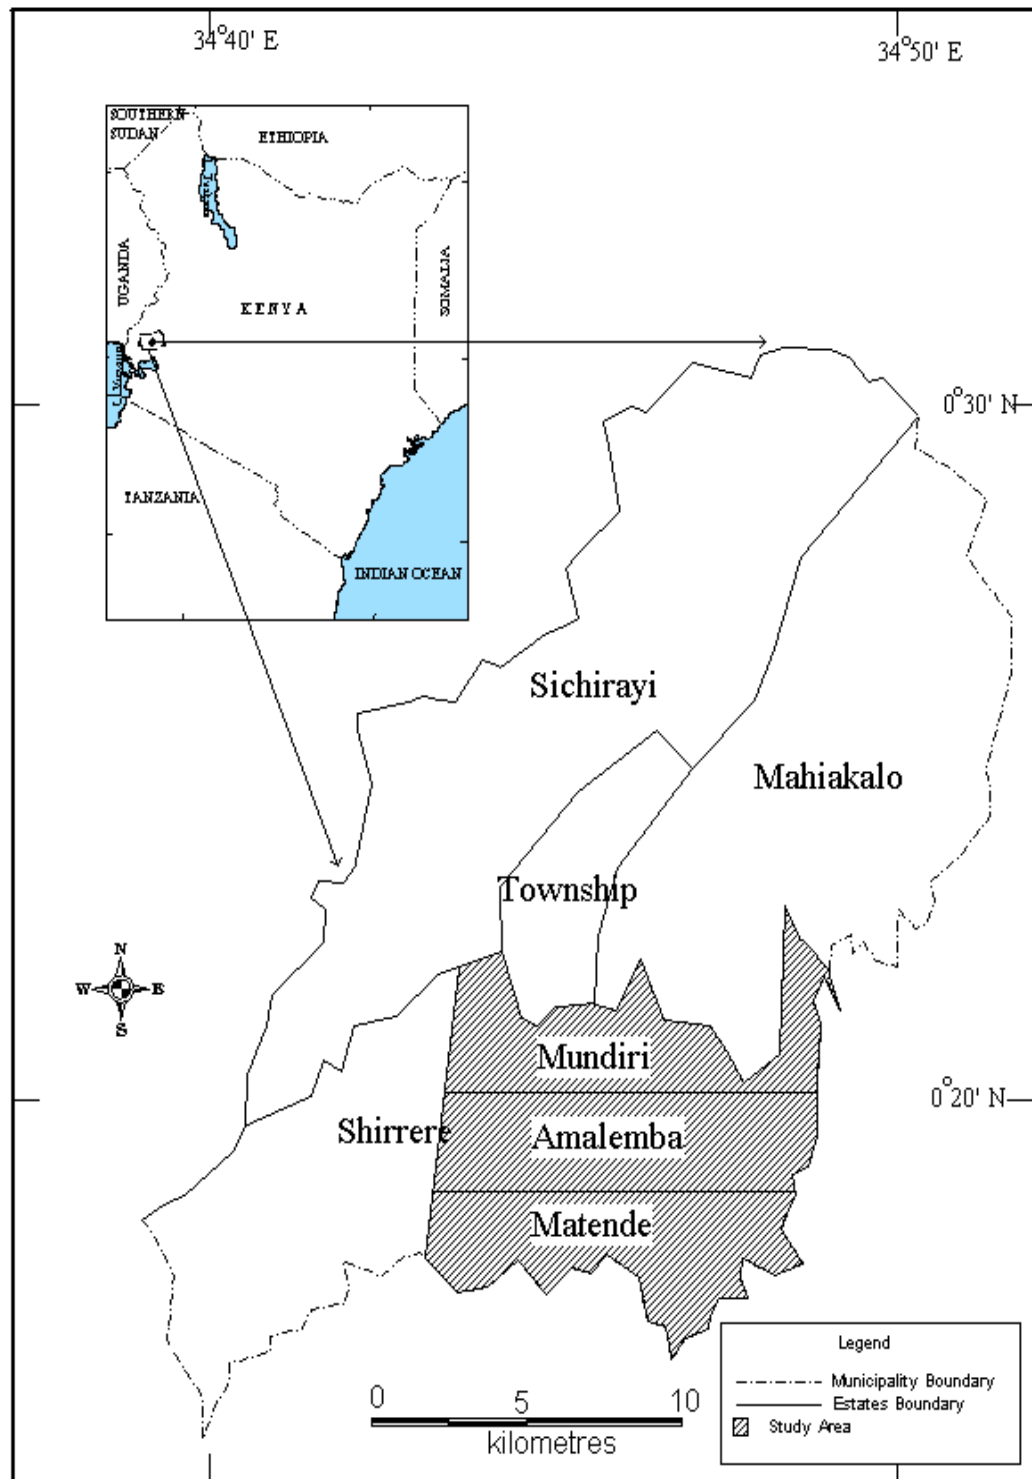 34°40' E
34°50' E
SOUTHERN
SUDAN
ETHIOPIA
UGANDA
SOMALIA
KENYA
TANZANIA
INDIAN OCEAN
0°30' N
Sichirayi
Mahiakalo
Township
N
W E
S
Mundiri
0°20' N
Shirrere
Amalemba
Matende
Legend
Municipality Boundary
Estates Boundary
Study Area
0 5 10
kilometres